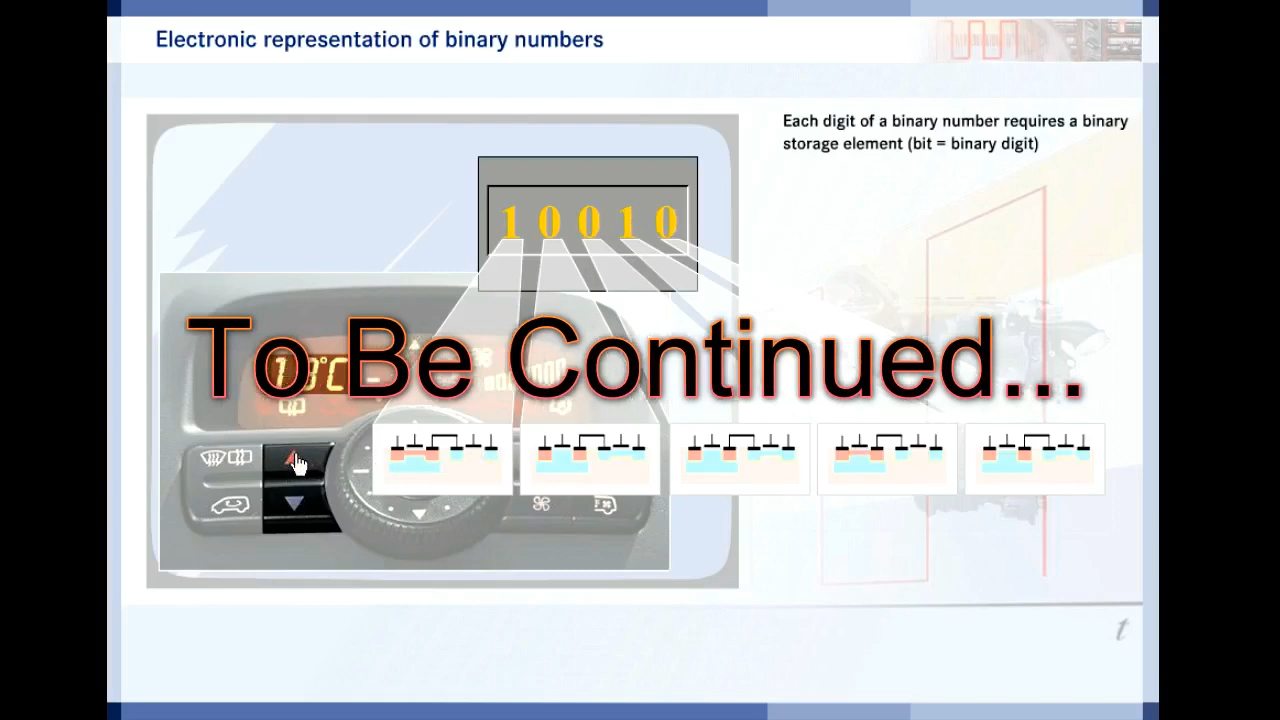 Electronic representation of binary numbers
Each digit of a binary number requires a binary
storage element (bit = binary digit)
1 0 0 1 0
To Be Continued...
18°C
t